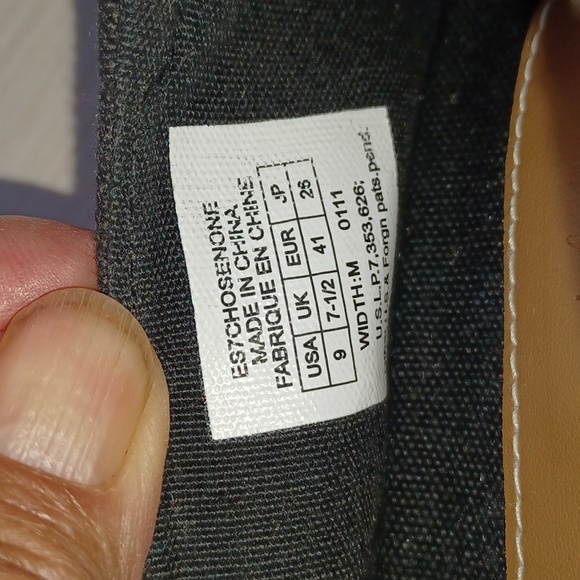 ES7CHOSENONE
MADE IN CHINA
FABRIQUE EN CHINE
USA UK EUR JP
9 7-1/2 41 26
WIDTH:M 0111
U.S.L.P.7,353,626;
U.S & Forgn pats.pend.